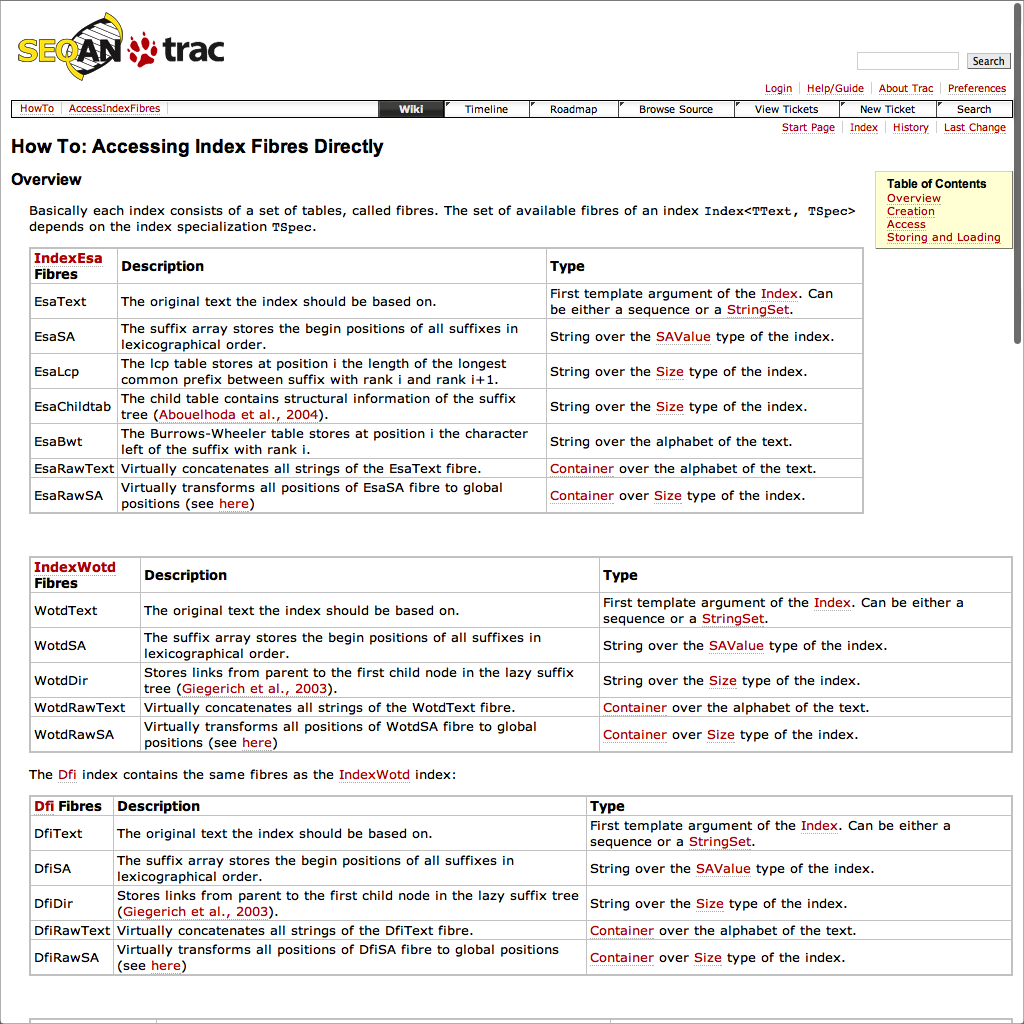 SEQAN trac
Search
Login Help/Guide About Trac Preferences
HowTo AccessIndexFibres Wiki Timeline Roadmap Browse Source View Tickets New Ticket Search
Start Page Index History Last Change
How To: Accessing Index Fibres Directly
Overview
Table of Contents
Overview
Creation
Access
Storing and Loading
Basically each index consists of a set of tables, called fibres. The set of available fibres of an index Index<TText, TSpec>
depends on the index specialization TSpec.
IndexEsa
Fibres
Description
Type
EsaText
The original text the index should be based on.
First template argument of the Index. Can
be either a sequence or a StringSet.
EsaSA
The suffix array stores the begin positions of all suffixes in
lexicographical order.
String over the SAValue type of the index.
EsaLcp
The lcp table stores at position i the length of the longest
common prefix between suffix with rank i and rank i+1.
String over the Size type of the index.
EsaChildtab
The child table contains structural information of the suffix
tree (Abouelhoda et al., 2004).
String over the Size type of the index.
EsaBwt
The Burrows-Wheeler table stores at position i the character
left of the suffix with rank i.
String over the alphabet of the text.
EsaRawText
Virtually concatenates all strings of the EsaText fibre.
Container over the alphabet of the text.
EsaRawSA
Virtually transforms all positions of EsaSA fibre to global
positions (see here)
Container over Size type of the index.
IndexWotd
Fibres
Description
Type
WotdText
The original text the index should be based on.
First template argument of the Index. Can be either a
sequence or a StringSet.
WotdSA
The suffix array stores the begin positions of all suffixes in
lexicographical order.
String over the SAValue type of the index.
WotdDir
Stores links from parent to the first child node in the lazy suffix
tree (Giegerich et al., 2003).
String over the Size type of the index.
WotdRawText
Virtually concatenates all strings of the WotdText fibre.
Container over the alphabet of the text.
WotdRawSA
Virtually transforms all positions of WotdSA fibre to global
positions (see here)
Container over Size type of the index.
The Dfi index contains the same fibres as the IndexWotd index:
Dfi Fibres
Description
Type
DfiText
The original text the index should be based on.
First template argument of the Index. Can be either a
sequence or a StringSet.
DfiSA
The suffix array stores the begin positions of all suffixes in
lexicographical order.
String over the SAValue type of the index.
DfiDir
Stores links from parent to the first child node in the lazy suffix tree
(Giegerich et al., 2003).
String over the Size type of the index.
DfiRawText
Virtually concatenates all strings of the DfiText fibre.
Container over the alphabet of the text.
DfiRawSA
Virtually transforms all positions of DfiSA fibre to global positions
(see here)
Container over Size type of the index.